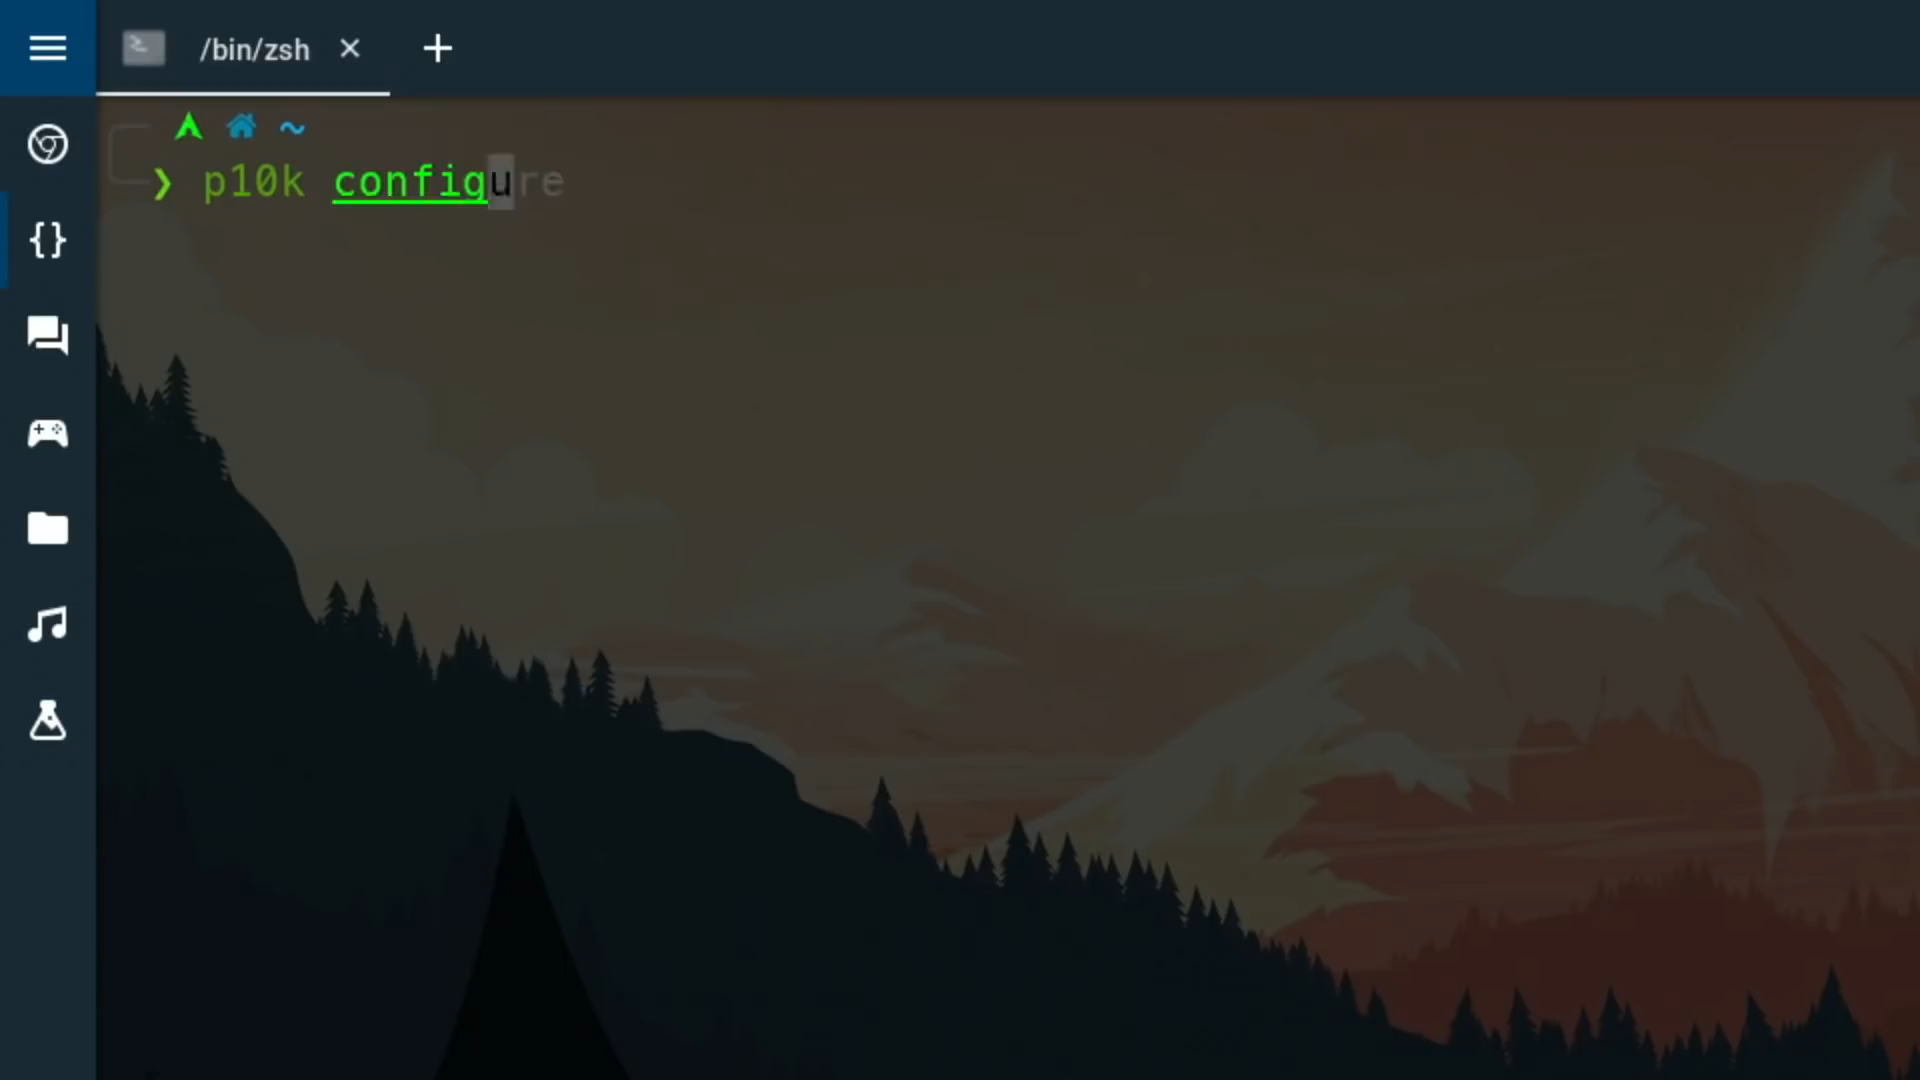 /bin/zsh
~
❯ p10k configure